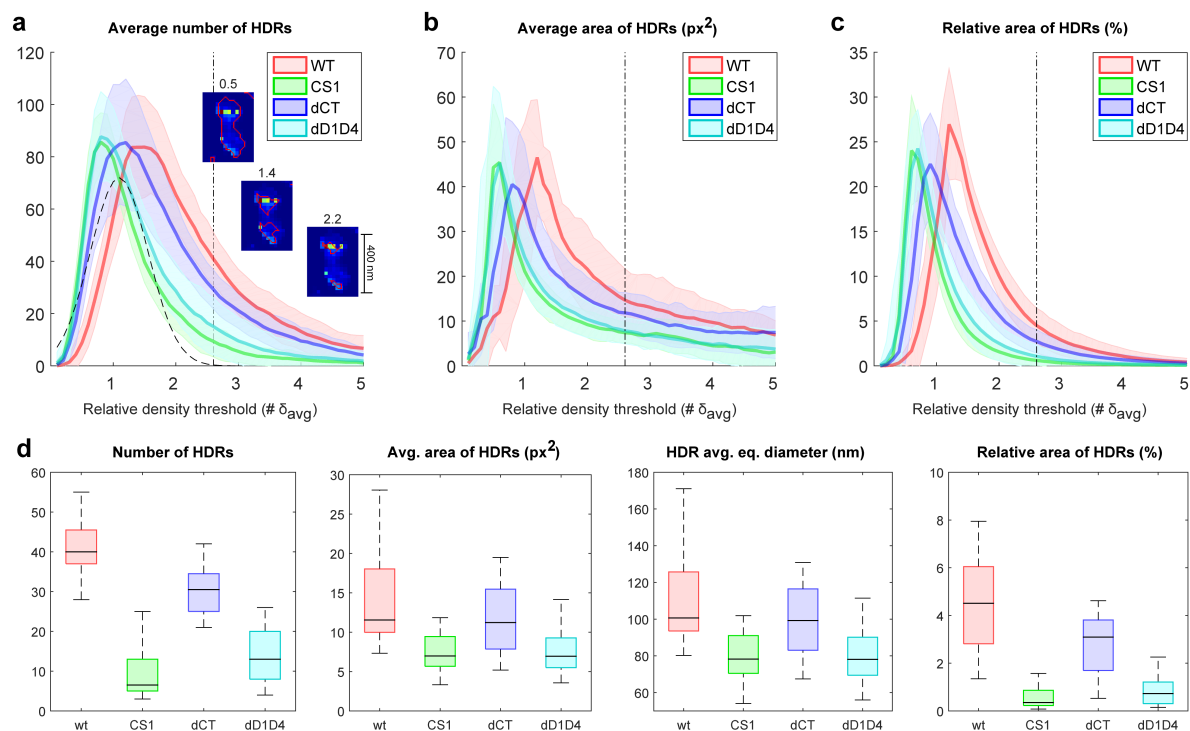 a
Average number of HDRs
120
100
80
60
40
20
0
1
2
3
4
5
Relative density threshold (# δavg)
WT
CS1
dCT
dD1D4
0.5
1.4
2.2
400 nm
b
Average area of HDRs (px2)
70
60
50
40
30
20
10
0
1
2
3
4
5
Relative density threshold (# δavg)
WT
CS1
dCT
dD1D4
c
Relative area of HDRs (%)
35
30
25
20
15
10
5
0
1
2
3
4
5
Relative density threshold (# δavg)
WT
CS1
dCT
dD1D4
d
Number of HDRs
60
50
40
30
20
10
0
wt CS1 dCT dD1D4
Avg. area of HDRs (px2)
30
25
20
15
10
5
0
wt CS1 dCT dD1D4
HDR avg. eq. diameter (nm)
180
160
140
120
100
80
60
wt CS1 dCT dD1D4
Relative area of HDRs (%)
10
8
6
4
2
0
wt CS1 dCT dD1D4